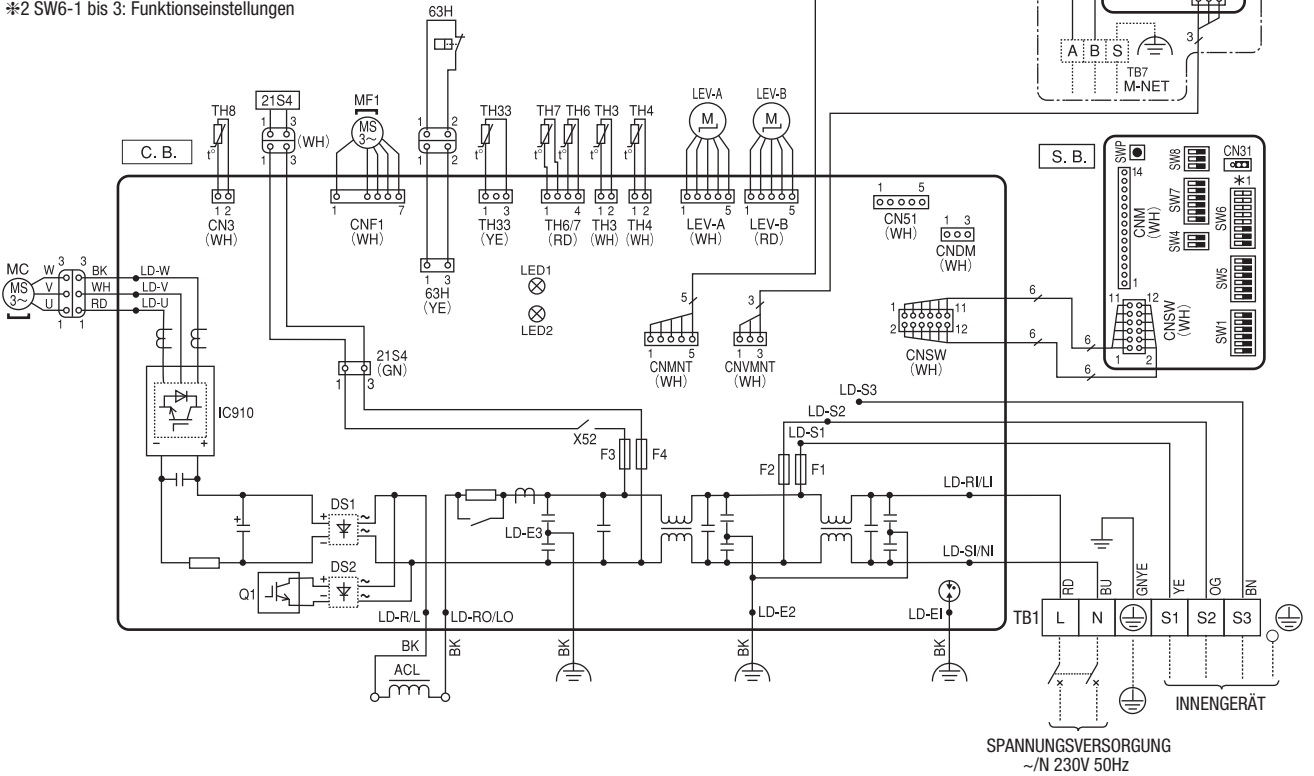 ※2 SW6-1 bis 3: Funktionseinstellungen
63H
3
3
A B S
TB7
M-NET
TH8
21S4
MF1
TH33
TH7 TH6 TH3 TH4
LEV-A
LEV-B
1 3
(WH)
1 3
MS
3~
1 2
1 2
M
M
t°
t°
t°
t°
t°
C. B.
S. B.
SWP
14
CNM
(WH)
1
SW8
SW7
SW4
CN31
*1
SW6
SW5
SW1
1 2
CN3
(WH)
1 7
CNF1
(WH)
1 3
TH33
(YE)
1 4
TH6/7
(RD)
1 2
TH3
(WH)
1 2
TH4
(WH)
1 5
LEV-A
(WH)
1 5
LEV-B
(RD)
1 5
CN51
(WH)
1 3
CNDM
(WH)
MC
MS
3~
W
V
U
3 3
1 1
BK
WH
RD
LD-W
LD-V
LD-U
1 3
63H
(YE)
LED1
LED2
5
1 5
CNMNT
(WH)
3
1 3
CNVMNT
(WH)
1 11
2 12
CNSW
(WH)
6
6
6
6
11 12
1 2
CNSW
(WH)
21S4
(GN)
1 3
IC910
- +
X52
F3 F4
LD-S3
LD-S2
LD-S1
F2 F1
LD-RI/LI
LD-SI/NI
+
DS1
+ ~
- ~
LD-E3
DS2
+ ~
- ~
Q1
LD-R/L
LD-RO/LO
LD-E2
LD-EI
BK
BK
BK
BK
BK
ACL
RD
BU
GNYE
YE
OG
BN
TB1 L N S1 S2 S3
INNENGERÄT
SPANNUNGSVERSORGUNG
~/N 230V 50Hz